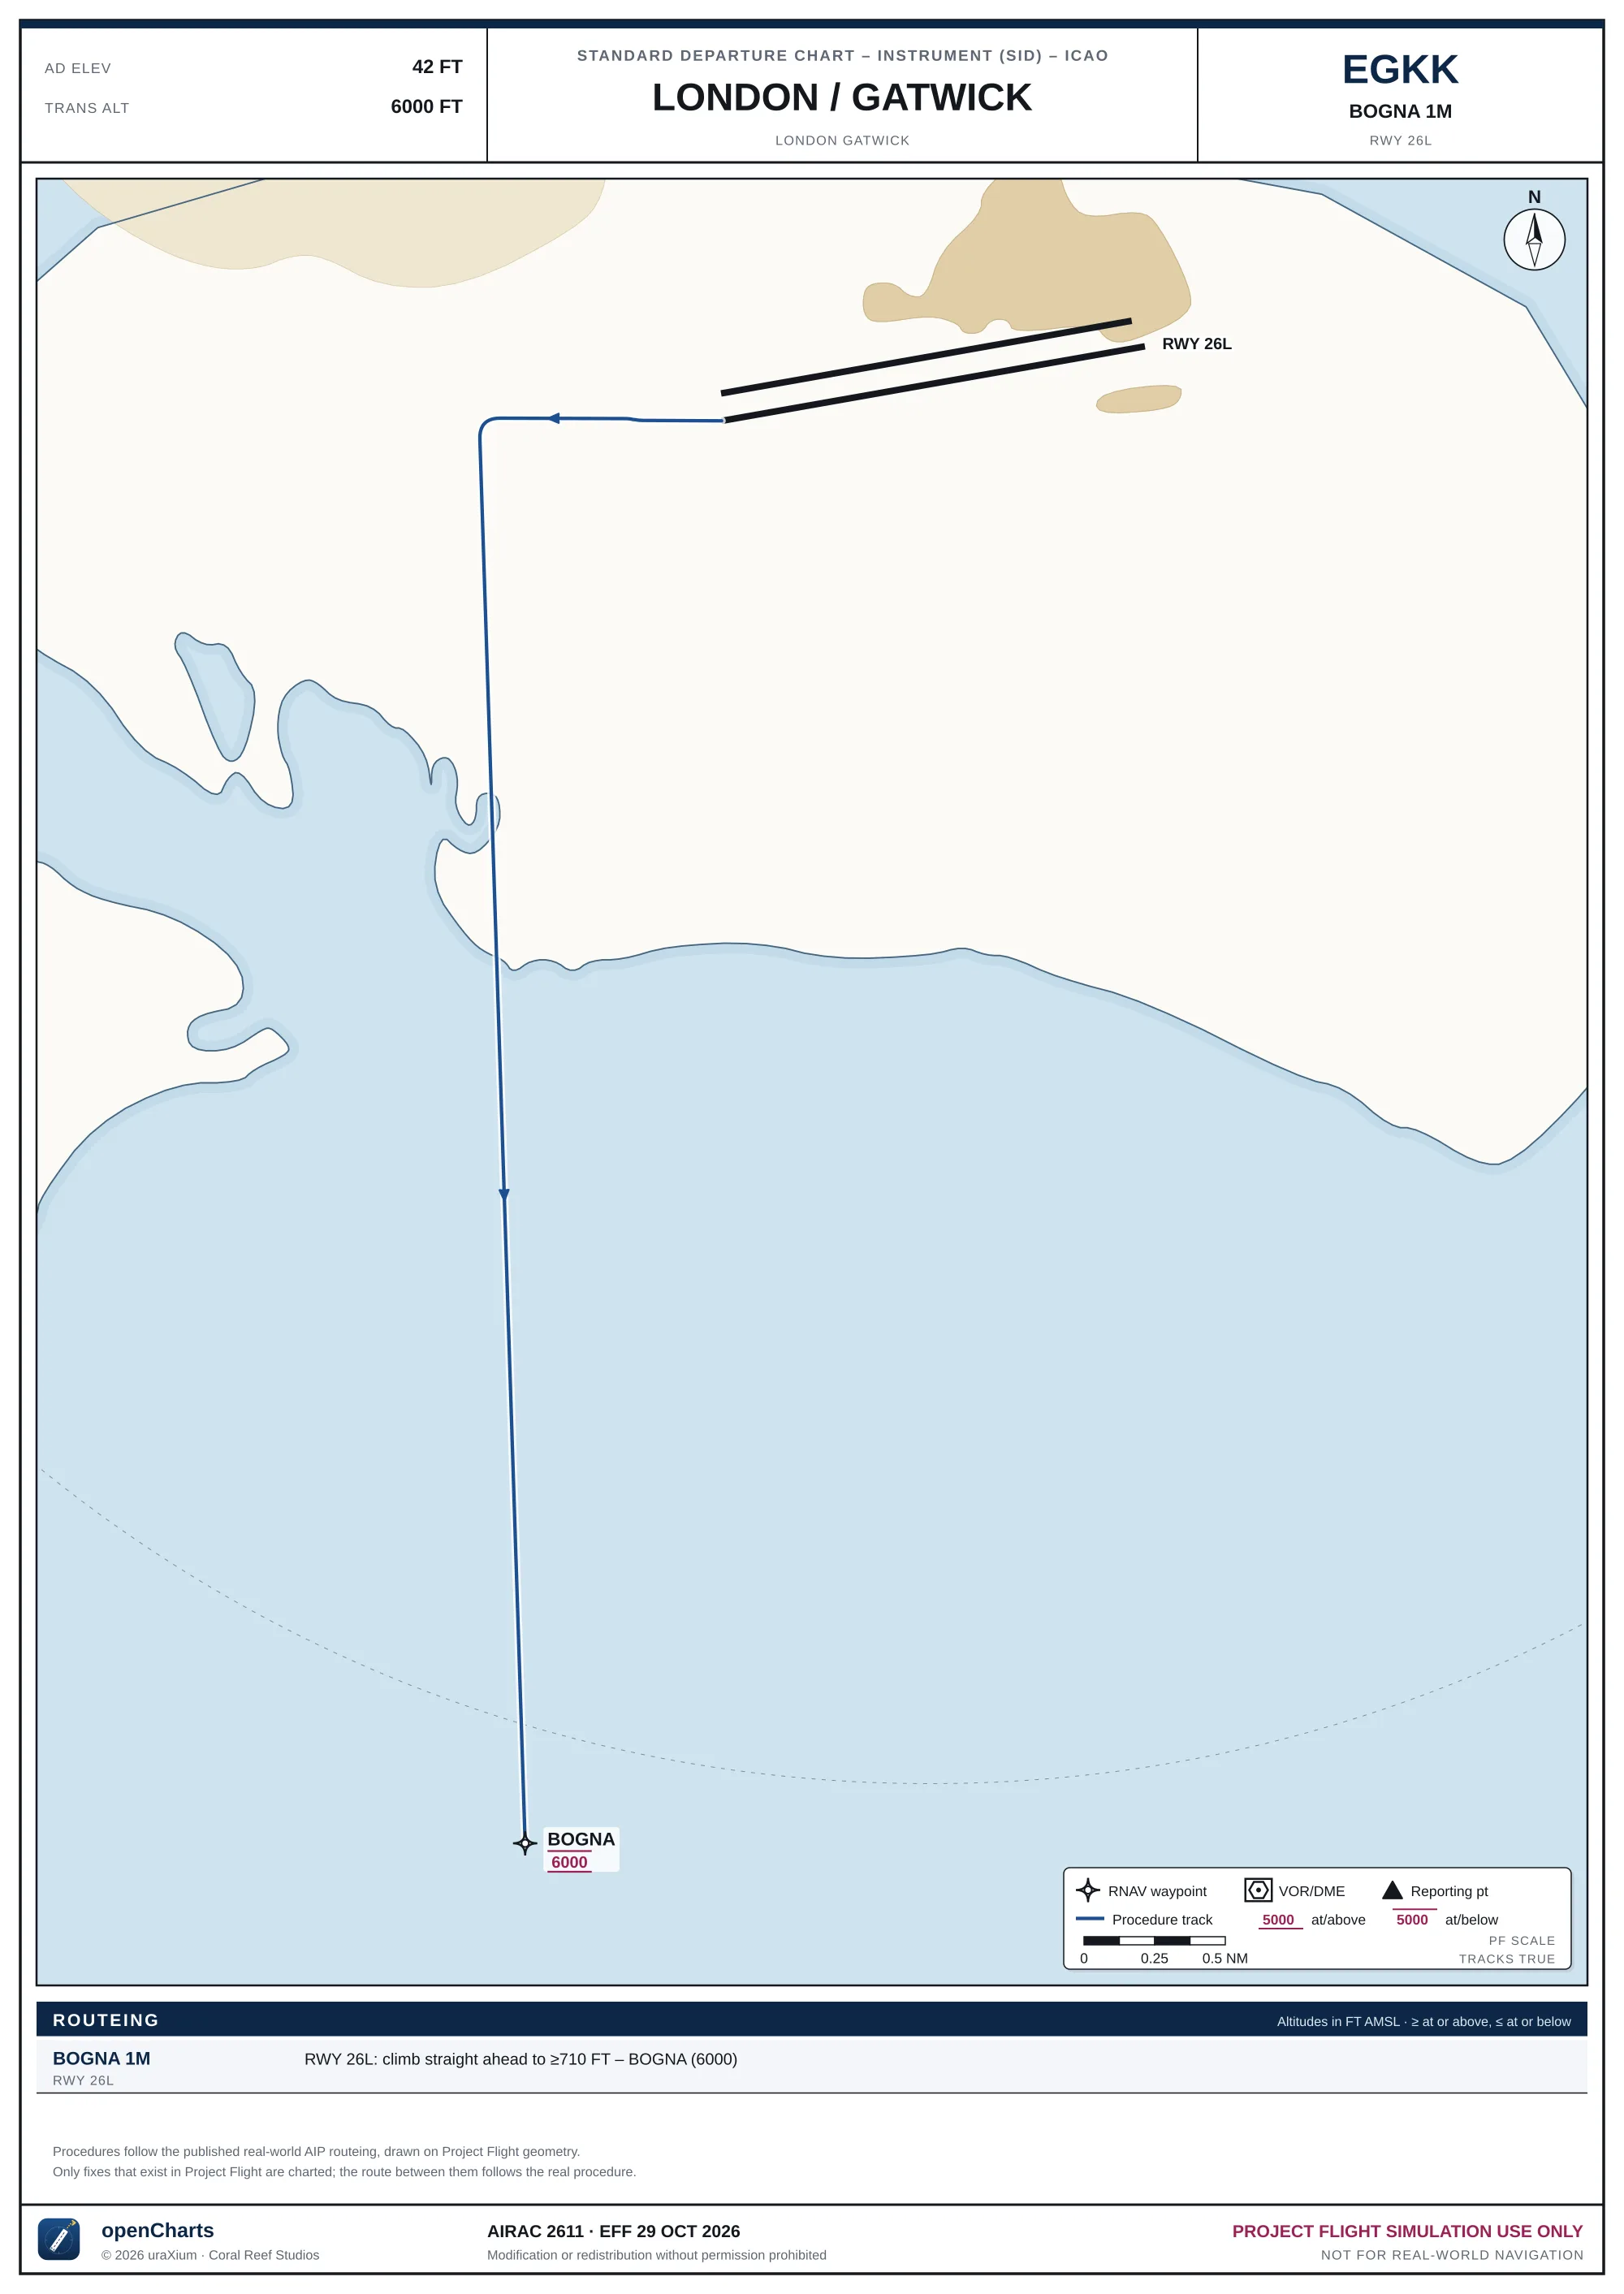 AD ELEV 42 FT
TRANS ALT 6000 FT
STANDARD DEPARTURE CHART – INSTRUMENT (SID) – ICAO
LONDON / GATWICK
LONDON GATWICK
EGKK
BOGNA 1M
RWY 26L
N
RWY 26L
BOGNA
6000
RNAV waypoint VOR/DME Reporting pt
Procedure track 5000 at/above 5000 at/below
PF SCALE
0 0.25 0.5 NM TRACKS TRUE
ROUTEING Altitudes in FT AMSL · ≥ at or above, ≤ at or below
BOGNA 1M RWY 26L: climb straight ahead to ≥710 FT – BOGNA (6000)
RWY 26L
Procedures follow the published real-world AIP routeing, drawn on Project Flight geometry.
Only fixes that exist in Project Flight are charted; the route between them follows the real procedure.
openCharts
© 2026 uraXium · Coral Reef Studios
AIRAC 2611 · EFF 29 OCT 2026
Modification or redistribution without permission prohibited
PROJECT FLIGHT SIMULATION USE ONLY
NOT FOR REAL-WORLD NAVIGATION